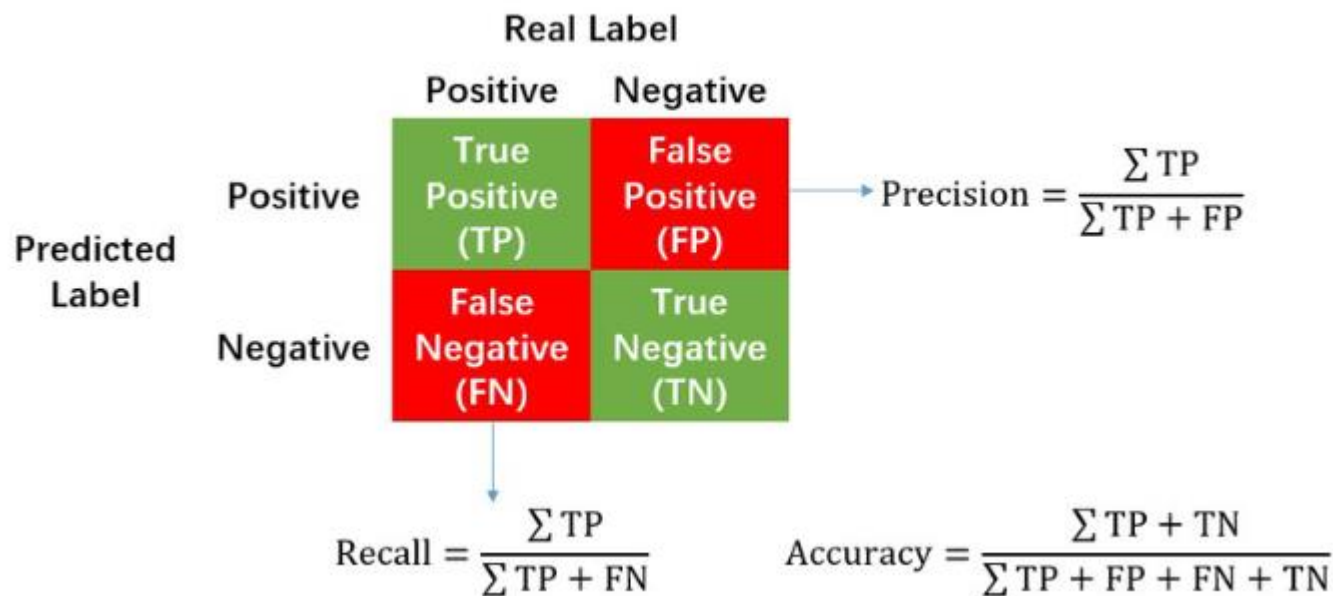 Real Label
Positive Negative
True
Positive
(TP)
False
Positive
(FP)
Positive
Precision = ∑ TP / ∑ TP + FP
Predicted
Label
Negative
False
Negative
(FN)
True
Negative
(TN)
Recall = ∑ TP / ∑ TP + FN
Accuracy = ∑ TP + TN / ∑ TP + FP + FN + TN